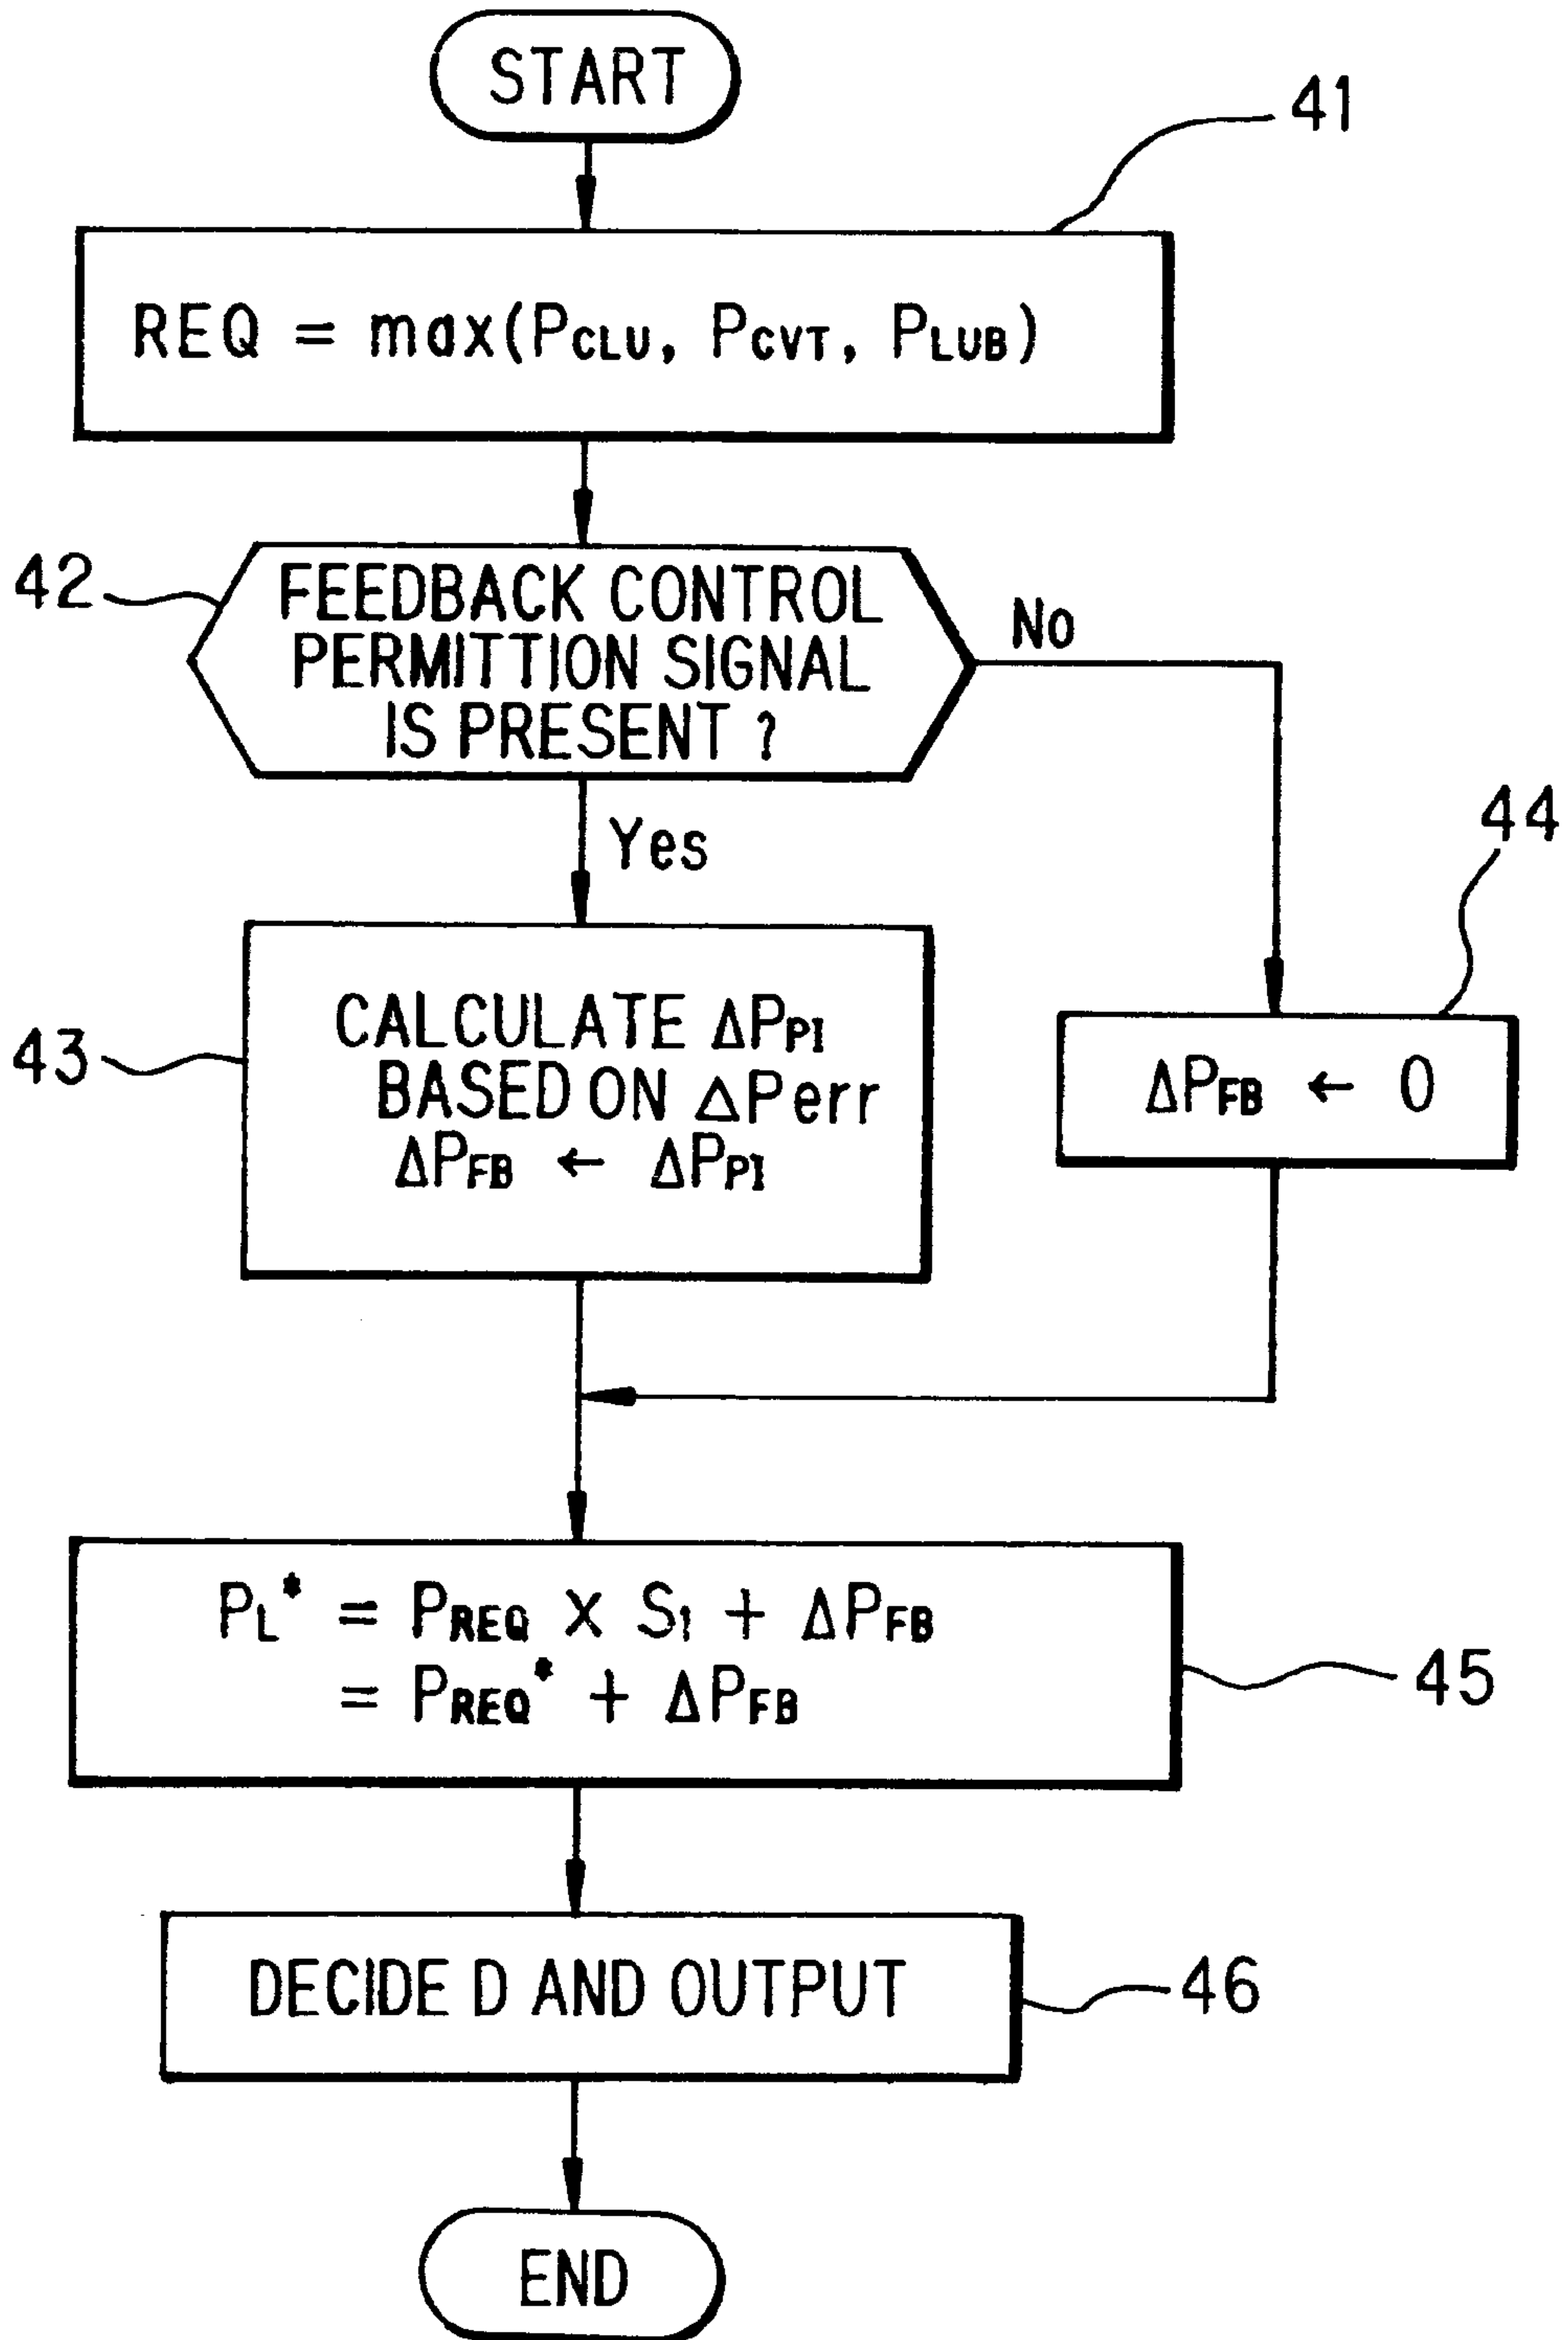 START
41
REQ = max(PCLU, PCVT, PLUB)
42
FEEDBACK CONTROL
PERMITTION SIGNAL
IS PRESENT ?
No
Yes
44
43
CALCULATE ΔPPI
BASED ON ΔPerr
ΔPFB ← ΔPPI
ΔPFB ← 0
PL* = PREQ × S1 + ΔPFB
= PREQ* + ΔPFB
45
DECIDE D AND OUTPUT
46
END